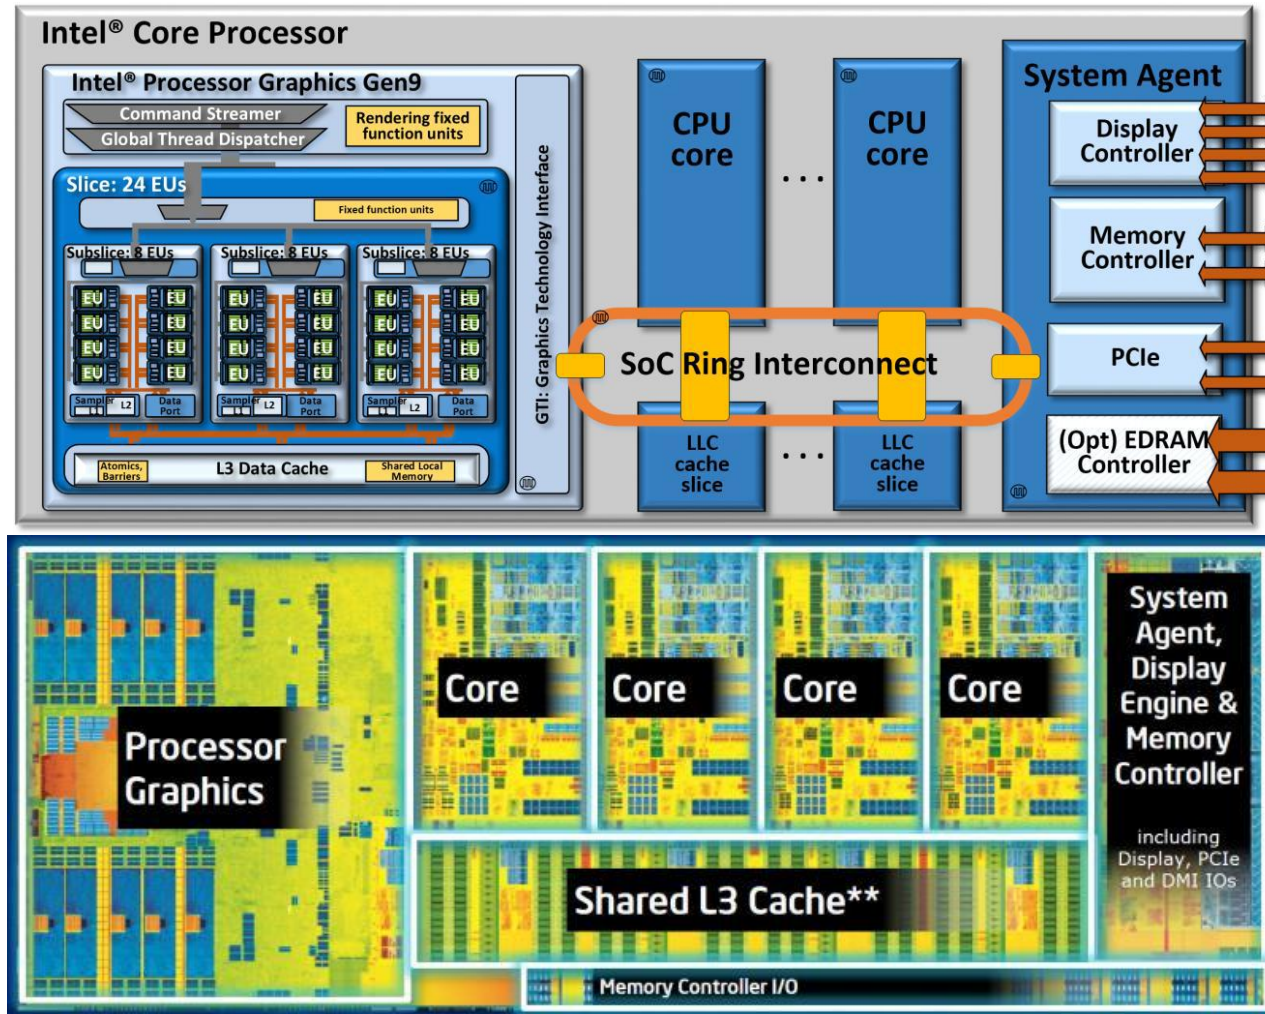 Intel® Core Processor
Intel® Processor Graphics Gen9
Command Streamer
Global Thread Dispatcher
Rendering fixed
function units
Slice: 24 EUs
Fixed function units
Subslice: 8 EUs
Subslice: 8 EUs
Subslice: 8 EUs
EU EU EU EU EU EU
EU EU EU EU EU EU
EU EU EU EU EU EU
EU EU EU EU EU EU
Sampler
L1
L2
Data
Port
Sampler
L1
L2
Data
Port
Sampler
L1
L2
Data
Port
Atomics,
Barriers
L3 Data Cache
Shared Local
Memory
GTI: Graphics Technology Interface
CPU
core
. . .
CPU
core
SoC Ring Interconnect
LLC
cache
slice
. . .
LLC
cache
slice
System Agent
Display
Controller
Memory
Controller
PCIe
(Opt) EDRAM
Controller
Processor
Graphics
Core
Core
Core
Core
Shared L3 Cache**
Memory Controller I/O
System
Agent,
Display
Engine &
Memory
Controller
including
Display, PCIe
and DMI IOs